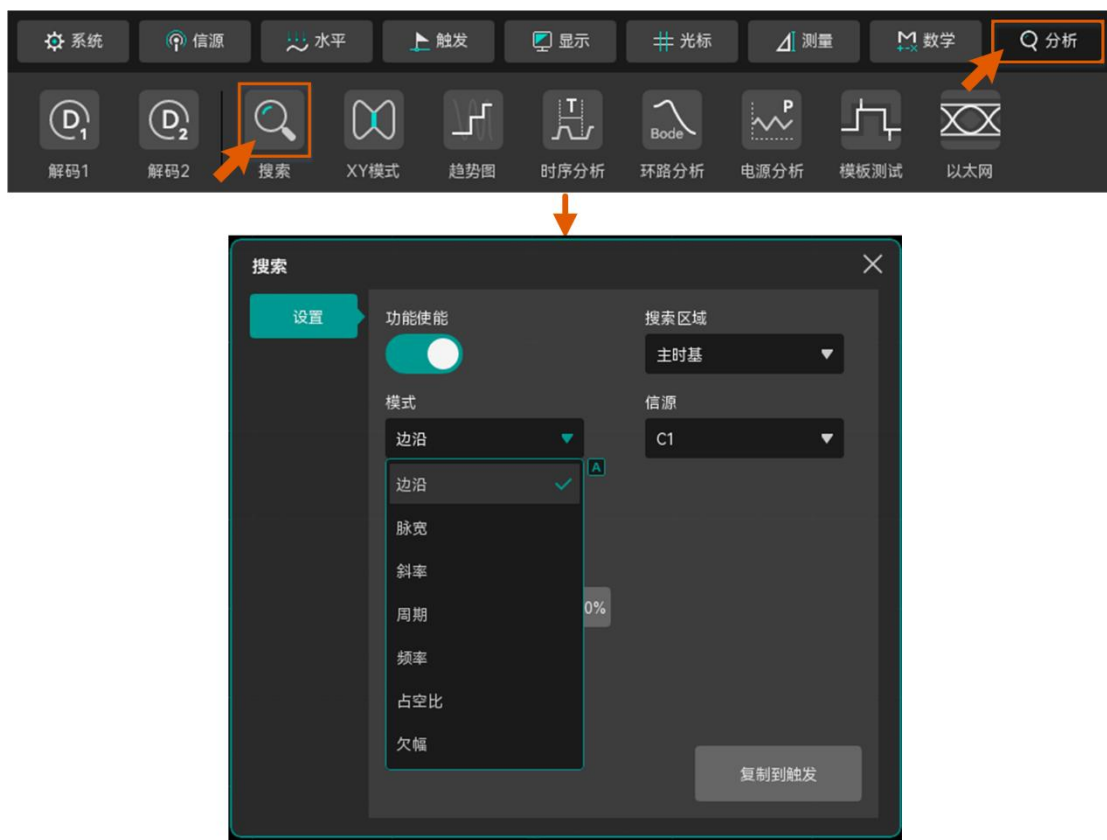 系统 信源 水平 触发 显示 光标 测量 数学 分析
D1 D2 T Bode P
解码1 解码2 搜索 XY模式 趋势图 时序分析 环路分析 电源分析 模板测试 以太网
搜索
设置
功能使能 搜索区域
主时基
模式 信源
边沿 C1
A
边沿
脉宽
斜率
周期
0%
频率
占空比
欠幅
复制到触发